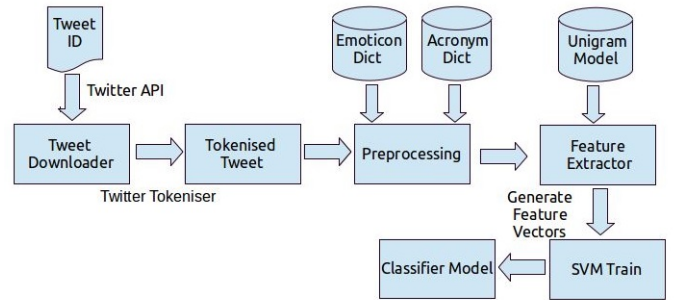 Tweet
ID
Twitter API
Emoticon
Dict
Acronym
Dict
Unigram
Model
Tweet
Downloader
Twitter Tokeniser
Tokenised
Tweet
Preprocessing
Feature
Extractor
Generate
Feature
Vectors
SVM Train
Classifier Model